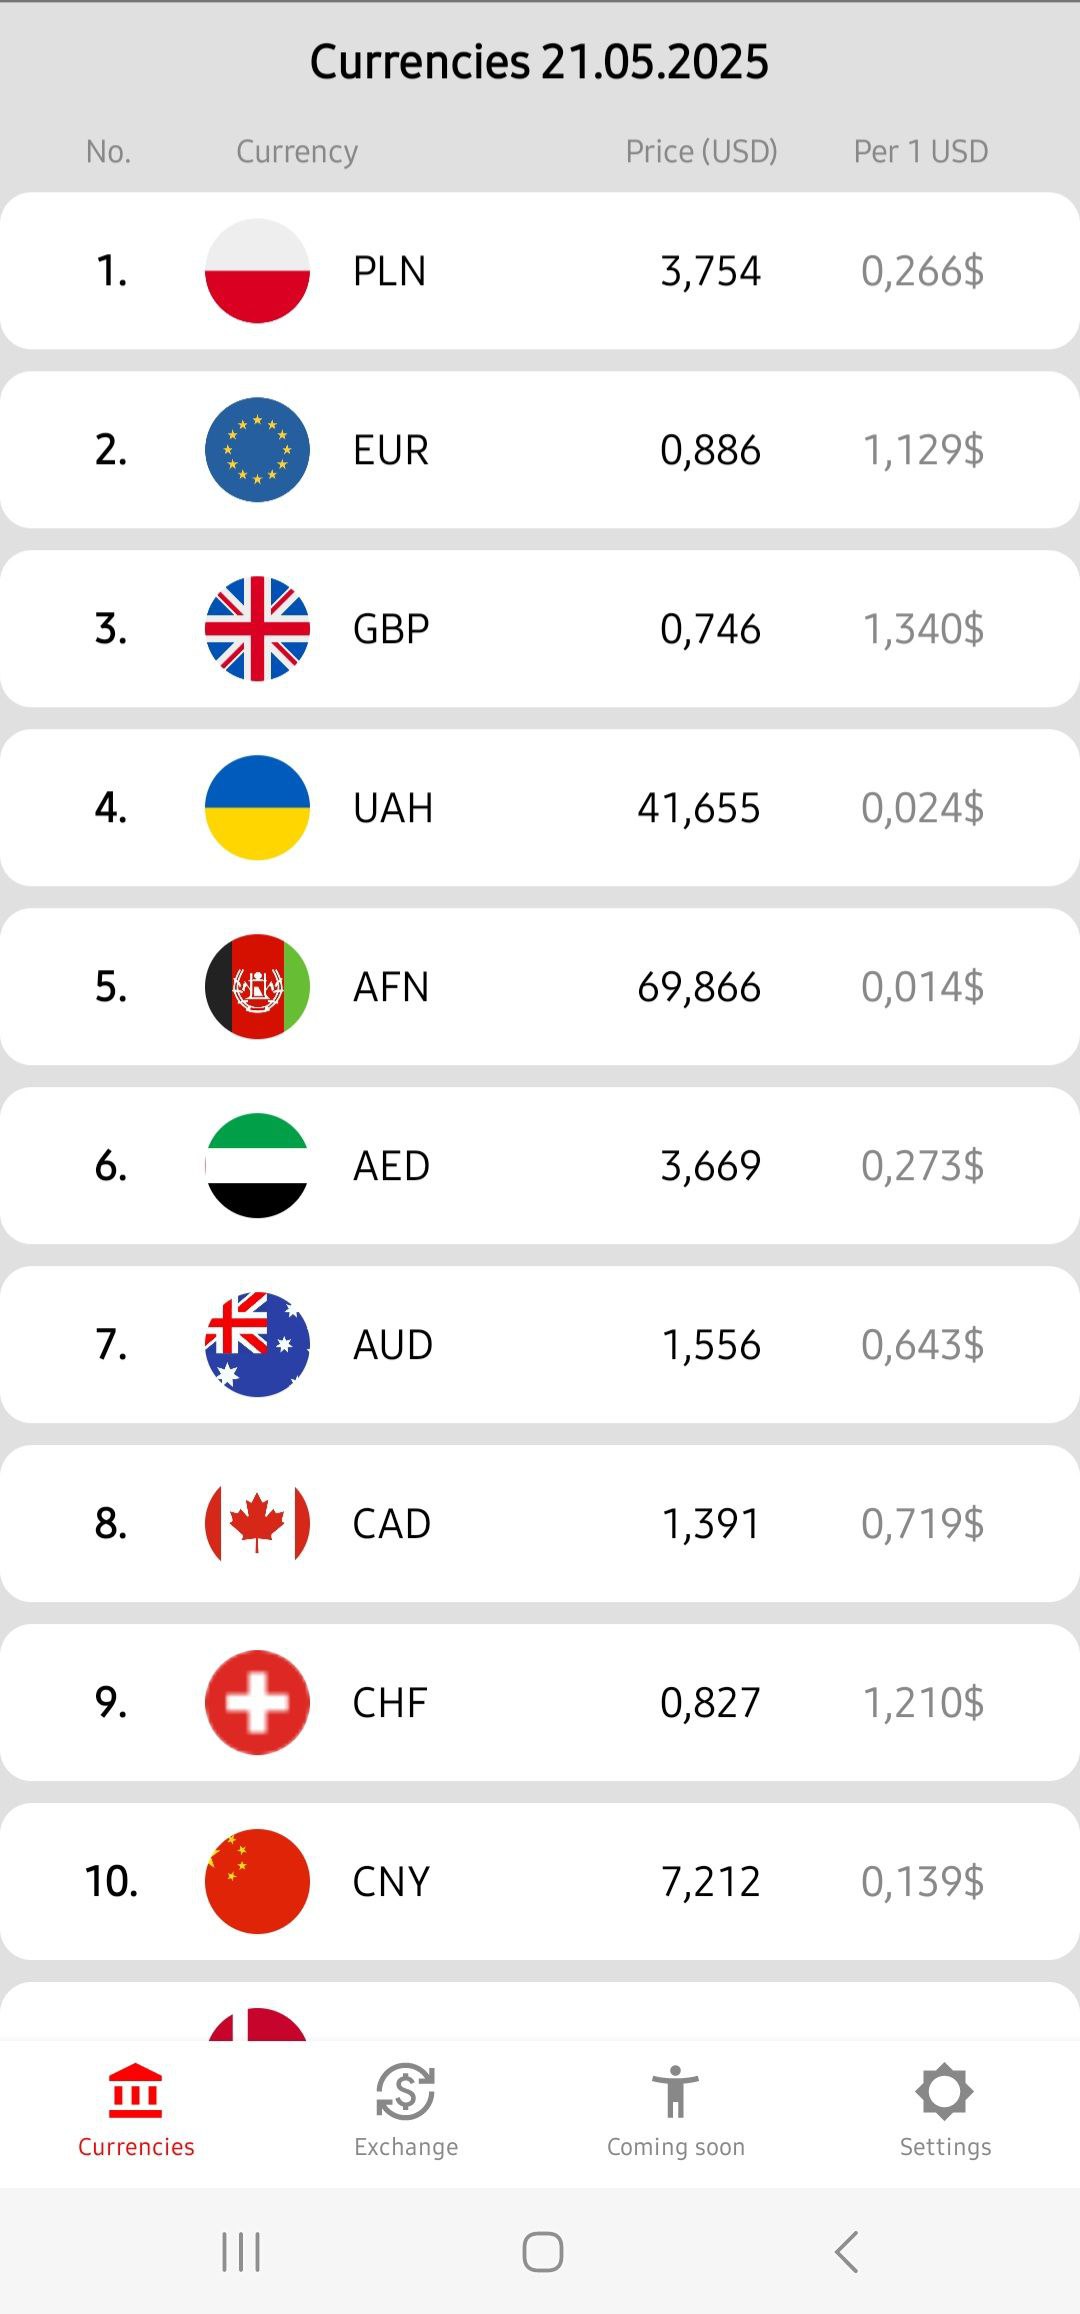 Currencies 21.05.2025
No. Currency Price (USD) Per 1 USD
1. PLN 3,754 0,266$
2. EUR 0,886 1,129$
3. GBP 0,746 1,340$
4. UAH 41,655 0,024$
5. AFN 69,866 0,014$
6. AED 3,669 0,273$
7. AUD 1,556 0,643$
8. CAD 1,391 0,719$
9. CHF 0,827 1,210$
10. CNY 7,212 0,139$
Currencies Exchange Coming soon Settings